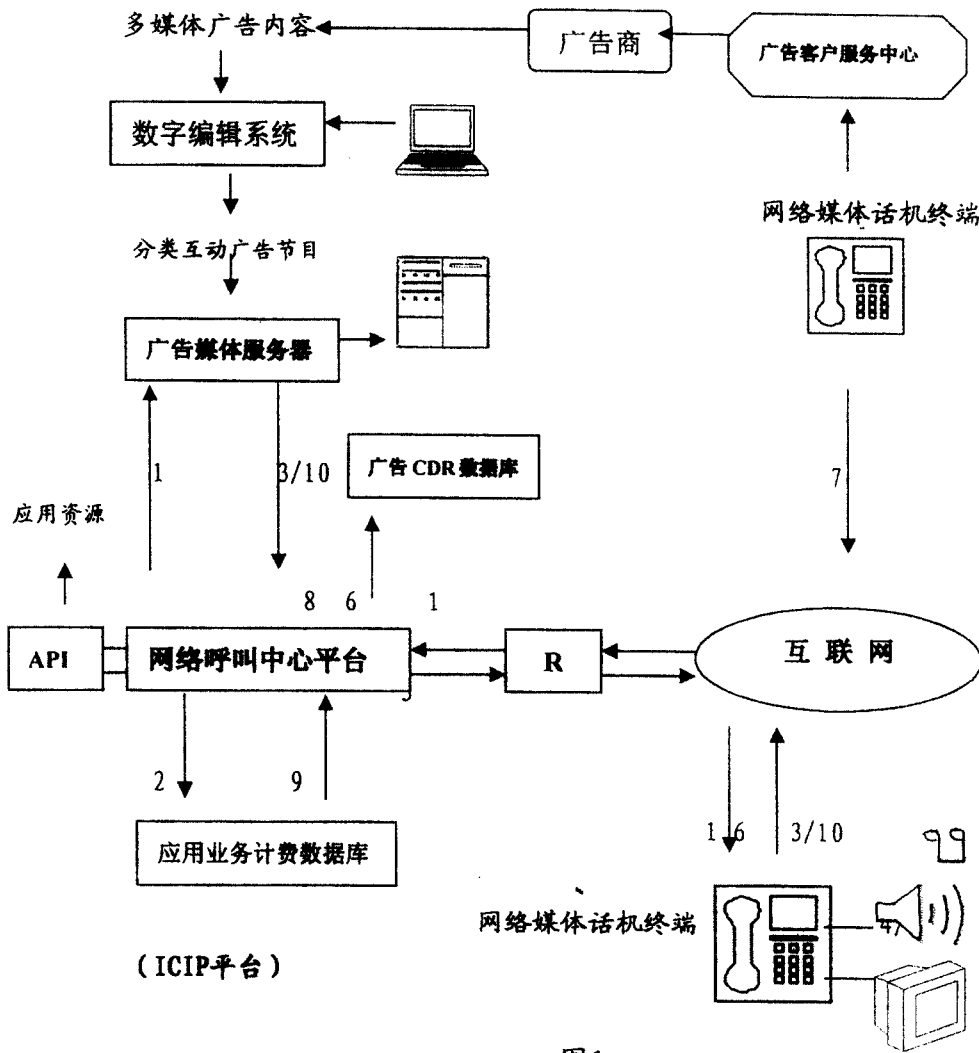 多媒体广告内容
广告商
广告客户服务中心
数字编辑系统
网络媒体话机终端
分类互动广告节目
广告媒体服务器
1
3/10
广告 CDR 数据库
7
应用资源
8 6 1
API
网络呼叫中心平台
R
互联网
2
9
1 6
3/10
应用业务计费数据库
网络媒体话机终端
(ICIP平台)